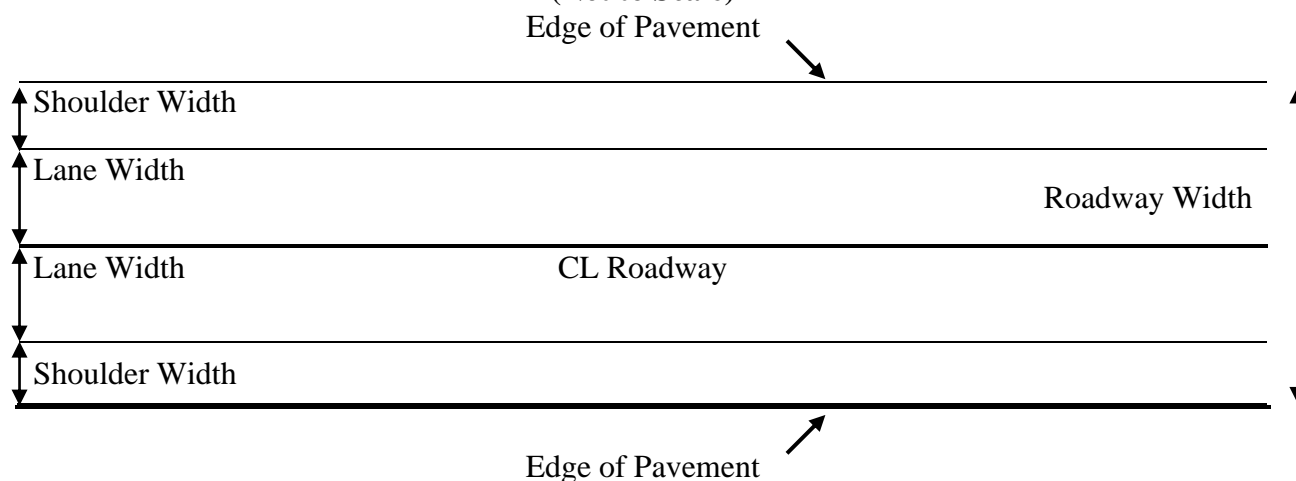 Edge of Pavement
Shoulder Width
Lane Width
Roadway Width
Lane Width CL Roadway
Shoulder Width
Edge of Pavement